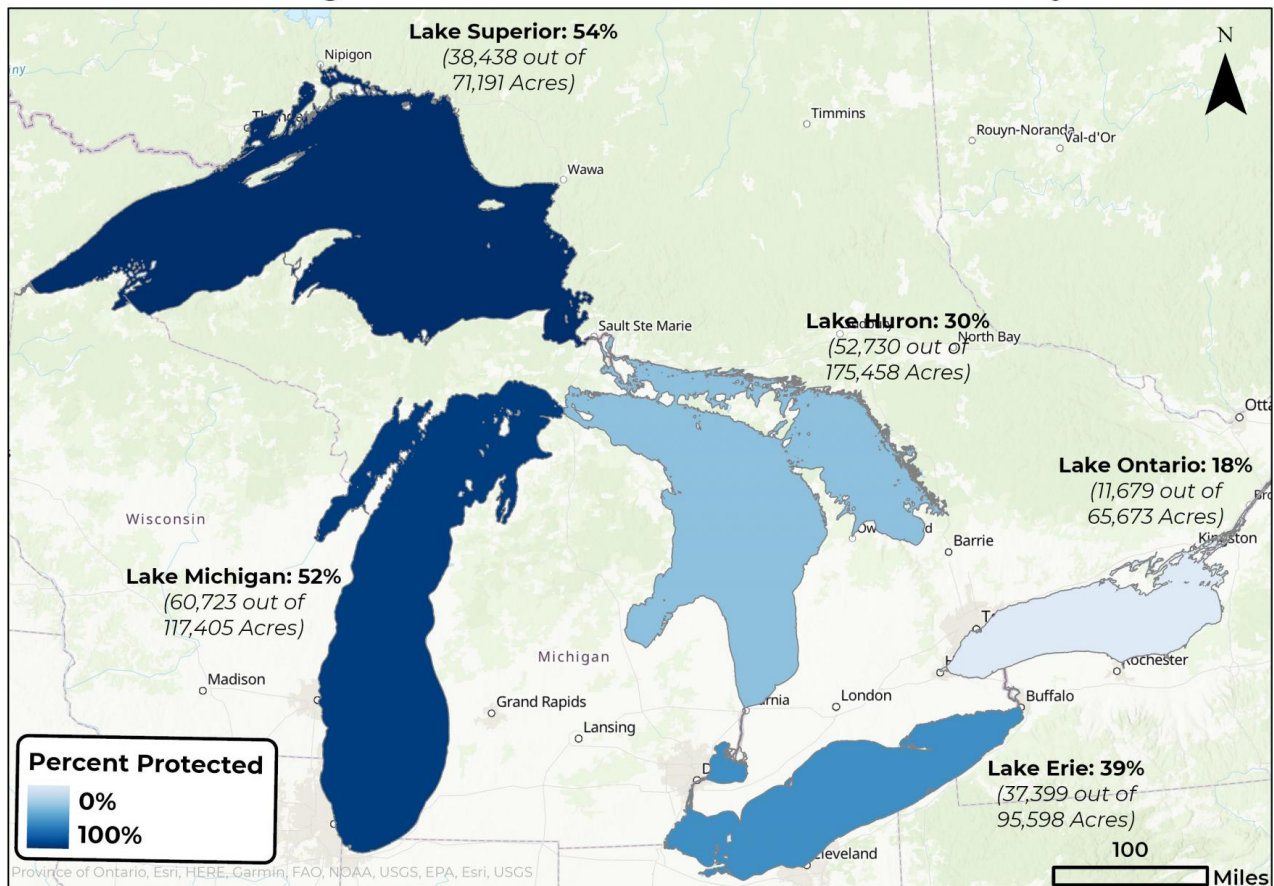 Lake Superior: 54%
(38,438 out of
71,191 Acres)
N
Nipigon
Timmins
Rouyn-Noranda
Val-d'Or
Wawa
Sault Ste Marie
Lake Huron: 30%
(52,730 out of
175,458 Acres)
North Bay
Lake Ontario: 18%
(11,679 out of
65,673 Acres)
Kingston
Wisconsin
Barrie
Lake Michigan: 52%
(60,723 out of
117,405 Acres)
Michigan
Madison
Grand Rapids
Lansing
London
Rochester
Buffalo
Percent Protected
0%
100%
Lake Erie: 39%
(37,399 out of
95,598 Acres)
Cleveland
100
Miles
Province of Ontario, Esri, HERE, Garmin, FAO, NOAA, USGS, EPA, Esri, USGS